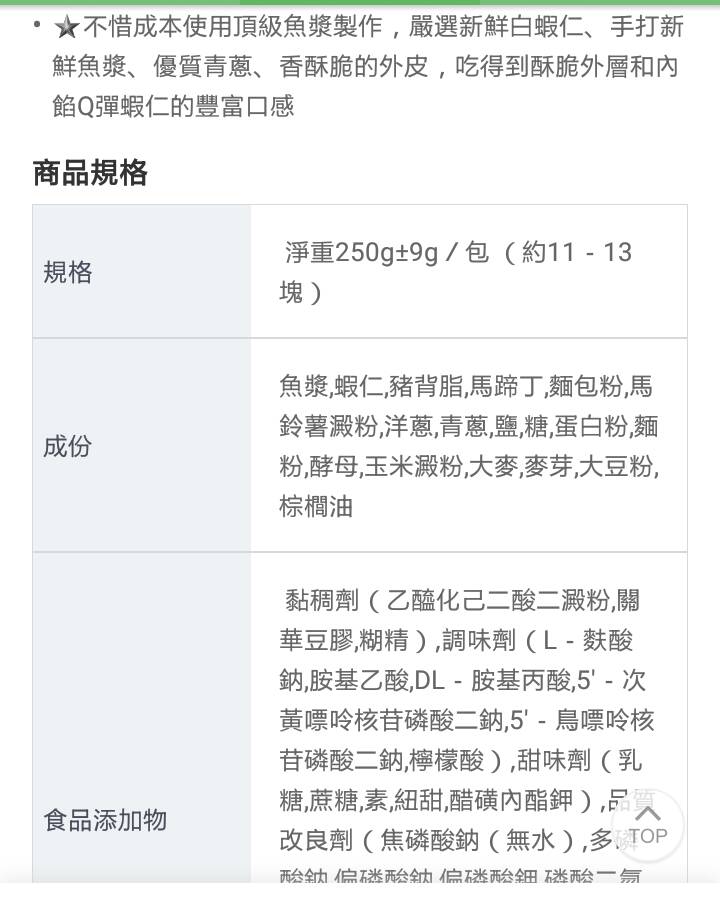 • ★不惜成本使用頂級魚漿製作，嚴選新鮮白蝦仁、手打新
鮮魚漿、優質青蔥、香酥脆的外皮，吃得到酥脆外層和內
餡Q彈蝦仁的豐富口感
商品規格
規格
淨重250g±9g／包（約11－13
塊）
成份
魚漿,蝦仁,豬背脂,馬蹄丁,麵包粉,馬
鈴薯澱粉,洋蔥,青蔥,鹽,糖,蛋白粉,麵
粉,酵母,玉米澱粉,大麥,麥芽,大豆粉,
棕櫚油
食品添加物
黏稠劑（乙醯化己二酸二澱粉,關
華豆膠,糊精）,調味劑（L－麩酸
鈉,胺基乙酸,DL－胺基丙酸,5'－次
黃嘌呤核苷磷酸二鈉,5'－鳥嘌呤核
苷磷酸二鈉,檸檬酸）,甜味劑（乳
糖,蔗糖,素,紐甜,醋磺內酯鉀）,品質
改良劑（焦磷酸鈉（無水）,多磷
酸鈉,偏磷酸鈉,偏磷酸鉀,磷酸二氫
TOP